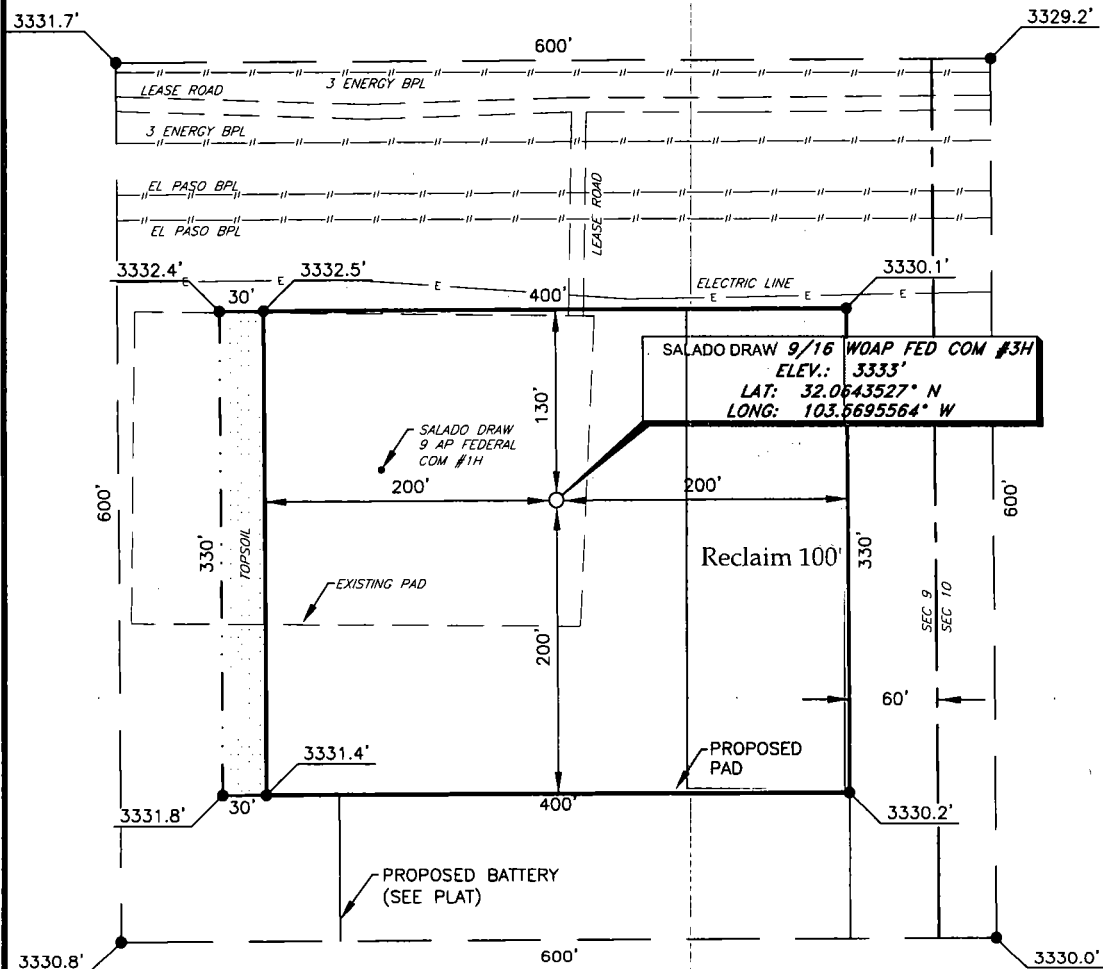 3331.7'
3329.2'
600'
LEASE ROAD
3 ENERGY BPL
3 ENERGY BPL
EL PASO BPL
EL PASO BPL
LEASE ROAD
3332.4'
3332.5'
3330.1'
30'
E
E
400'
ELECTRIC LINE
E
E
E
E
SALADO DRAW 9/16 WOAP FED COM #3H
ELEV.: 3333'
LAT: 32.0643527° N
LONG: 103.5695564° W
130'
SALADO DRAW
9 AP FEDERAL
COM #1H
200'
200'
600'
600'
330'
TOPSOIL
Reclaim 100'
330'
EXISTING PAD
SEC 9
SEC 10
200'
60'
3331.4'
PROPOSED
PAD
3331.8'
30'
400'
3330.2'
PROPOSED BATTERY
(SEE PLAT)
3330.8'
600'
3330.0'